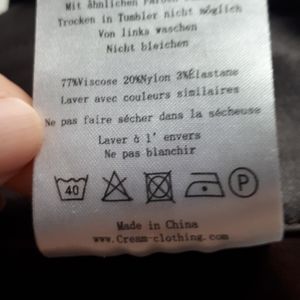 Mit ähnlichen Farben
Trocknen in Tumbler nicht möglich
Von links waschen
Nicht bleichen
77%Viscose 20%Nylon 3%Élastane
Laver avec couleurs similaires
Ne pas faire sécher dans la sécheuse
Laver à l' envers
Ne pas blanchir
40
P
Made in China
www.Cream-clothing.com